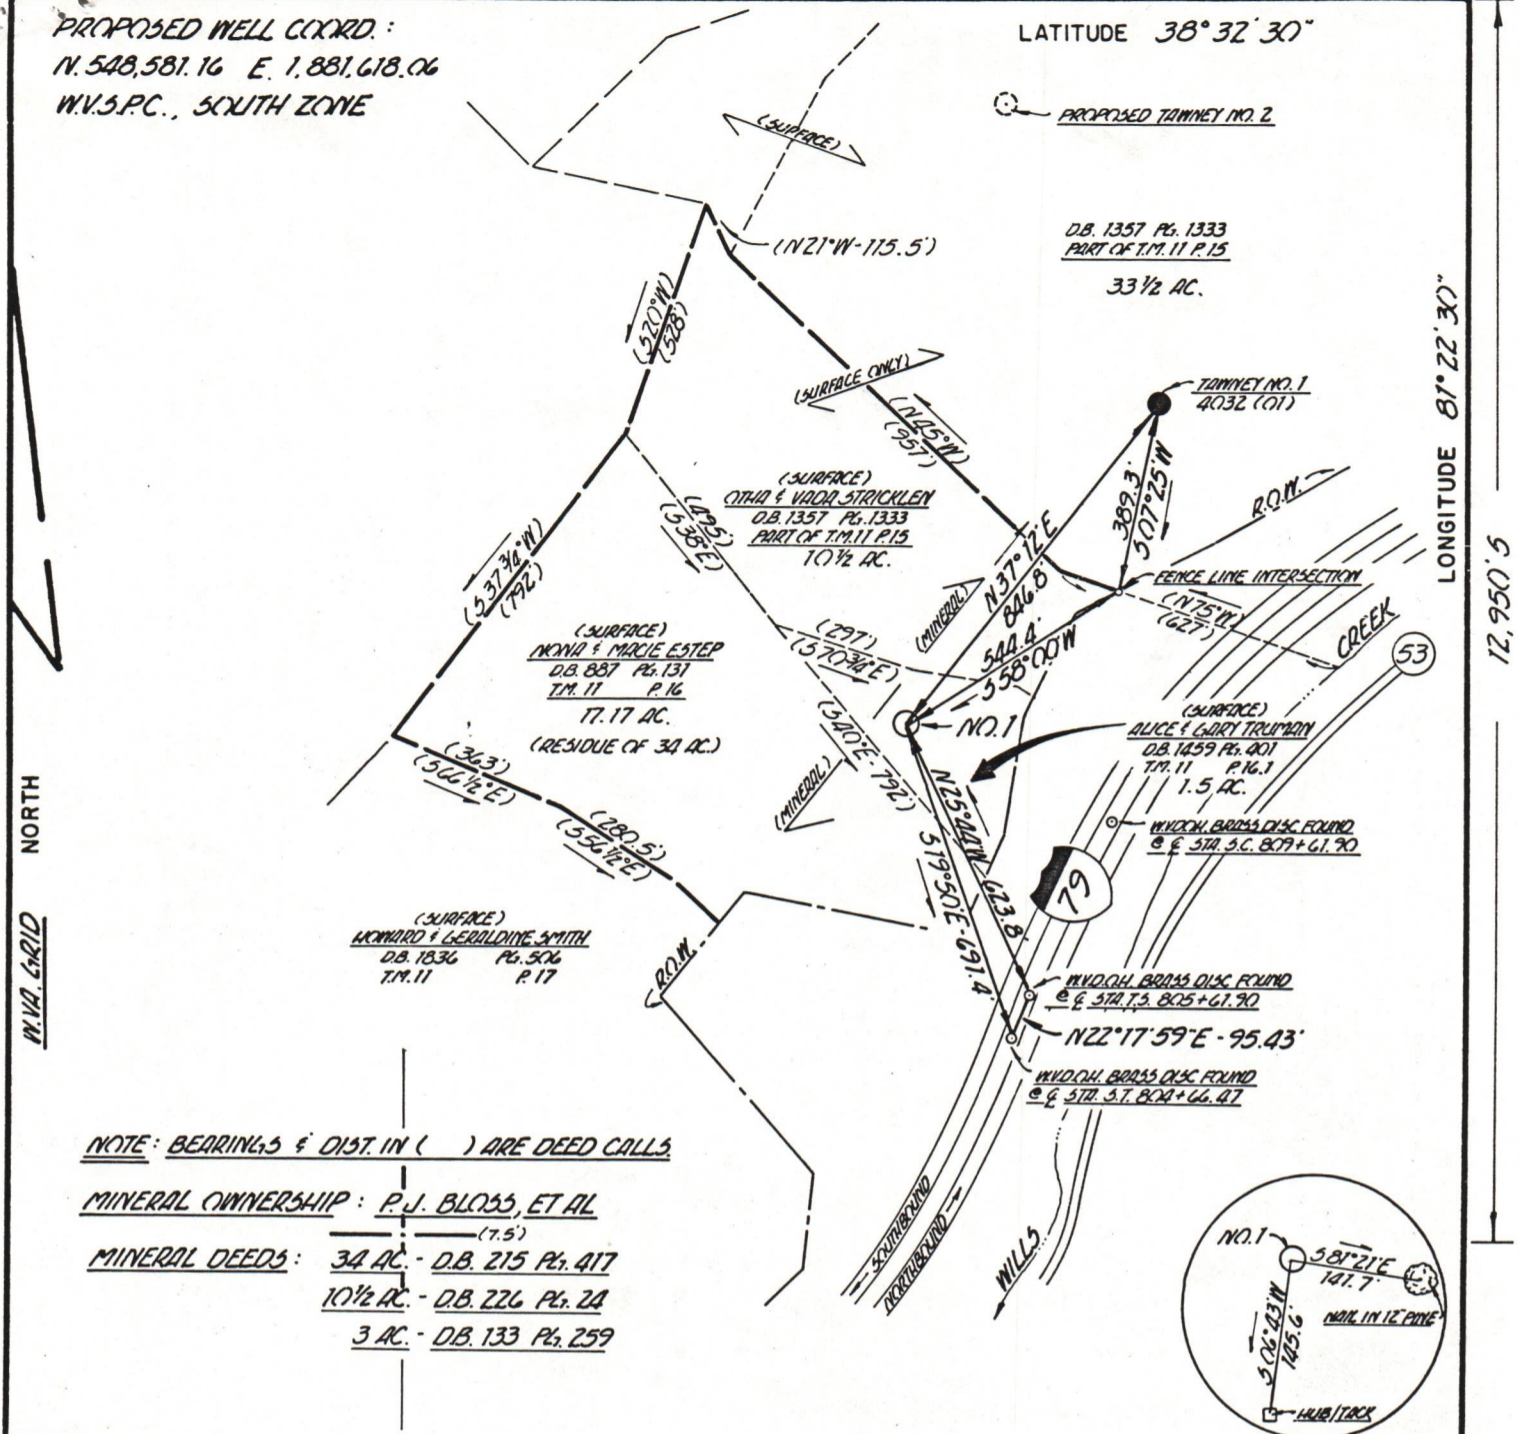 PROPOSED WELL COORD. :
N. 548,581.16 E. 1,881,618.06
W.V.S.P.C., SOUTH ZONE
LATITUDE 38° 32' 30"
PROPOSED TAWNEY NO. 2
(SURFACE)
(N21°W-115.5')
D.B. 1357 PG. 1333
PART OF T.M. 11 P. 15
33 1/2 AC.
(S20°W)
(528')
(SURFACE ONLY)
(N45°W)
(957')
TAWNEY NO. 1
4032 (01)
389.3'
S07°25'W
R.O.W.
LONGITUDE 81° 22' 30"
12,950' S
(SURFACE)
OTHA & VADA STRICKLEN
D.B. 1357 PG. 1333
PART OF T.M. 11 P. 15
10 1/2 AC.
(495')
(S38°E)
(S37 3/4°W)
(792')
N37°12'E
846.8'
544.4'
S58°00'W
(MINERAL)
FENCE LINE INTERSECTION
(N75°W)
(627')
CREEK
53
(SURFACE)
NONA & MACIE ESTEP
D.B. 887 PG. 131
T.M. 11 P. 16
17.17 AC.
(RESIDUE OF 34 AC.)
(297')
(S70 3/4°E)
NO. 1
(S40°E-792')
(MINERAL)
(SURFACE)
ALICE & GARY TRUMAN
D.B. 1459 PG. 401
T.M. 11 P. 16.1
1.5 AC.
(363')
(S66 1/2°E)
(280.5')
(S56 1/2°E)
N25°44'W - 623.8'
S19°50'E - 691.4'
W.V.D.O.H. BRASS DISC FOUND
@ ℄ STA. S.C. 809+61.90
79
NORTH
W.VA. GRID
(SURFACE)
HOWARD & GERALDINE SMITH
D.B. 1836 PG. 506
T.M. 11 P. 17
R.O.W.
W.V.D.O.H. BRASS DISC FOUND
@ ℄ STA. T.S. 805+61.90
N22°17'59"E - 95.43'
W.V.D.O.H. BRASS DISC FOUND
@ ℄ STA. S.T. 804+66.47
SOUTHBOUND
NORTHBOUND
WILLS
NOTE: BEARINGS & DIST. IN ( ) ARE DEED CALLS.
MINERAL OWNERSHIP : P.J. BLOSS, ET AL
(7.5')
MINERAL DEEDS : 34 AC. - D.B. 215 PG. 417
10 1/2 AC. - D.B. 226 PG. 24
3 AC. - D.B. 133 PG. 259
NO. 1
S81°21'E
141.7'
NAIL IN 12" PINE
S06°43'W
145.6'
HUB/TACK